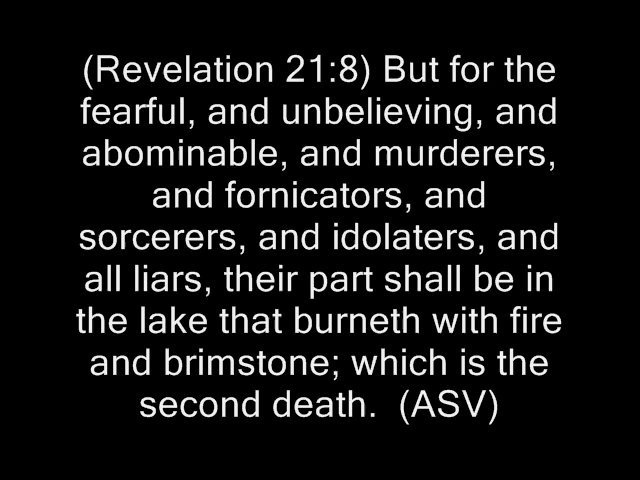 (Revelation 21:8) But for the
fearful, and unbelieving, and
abominable, and murderers,
and fornicators, and
sorcerers, and idolaters, and
all liars, their part shall be in
the lake that burneth with fire
and brimstone; which is the
second death.  (ASV)